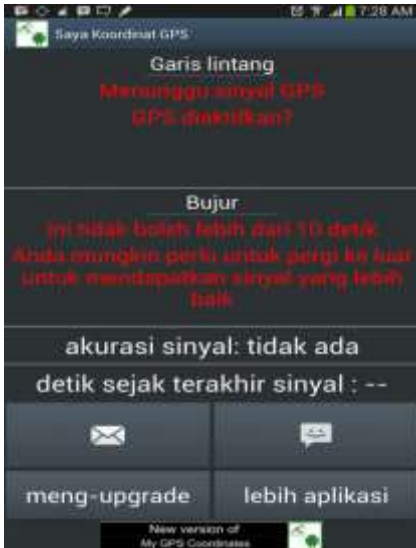 7:28 AM
Saya Koordinat GPS
Garis lintang
Menunggu sinyal GPS
GPS diaktifkan?
Bujur
Ini tidak boleh lebih dari 10 detik
Anda mungkin perlu untuk pergi ke luar
untuk mendapatkan sinyal yang lebih
baik
akurasi sinyal: tidak ada
detik sejak terakhir sinyal : --
meng-upgrade
lebih aplikasi
New version of
My GPS Coordinates